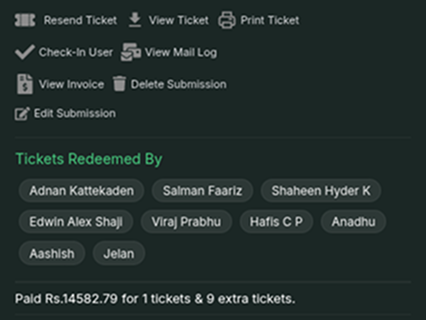 Resend Ticket View Ticket Print Ticket
Check-In User View Mail Log
View Invoice Delete Submission
Edit Submission
Tickets Redeemed By
Adnan Kattekaden Salman Faariz Shaheen Hyder K
Edwin Alex Shaji Viraj Prabhu Hafis C P Anadhu
Aashish Jelan
Paid Rs.14582.79 for 1 tickets & 9 extra tickets.